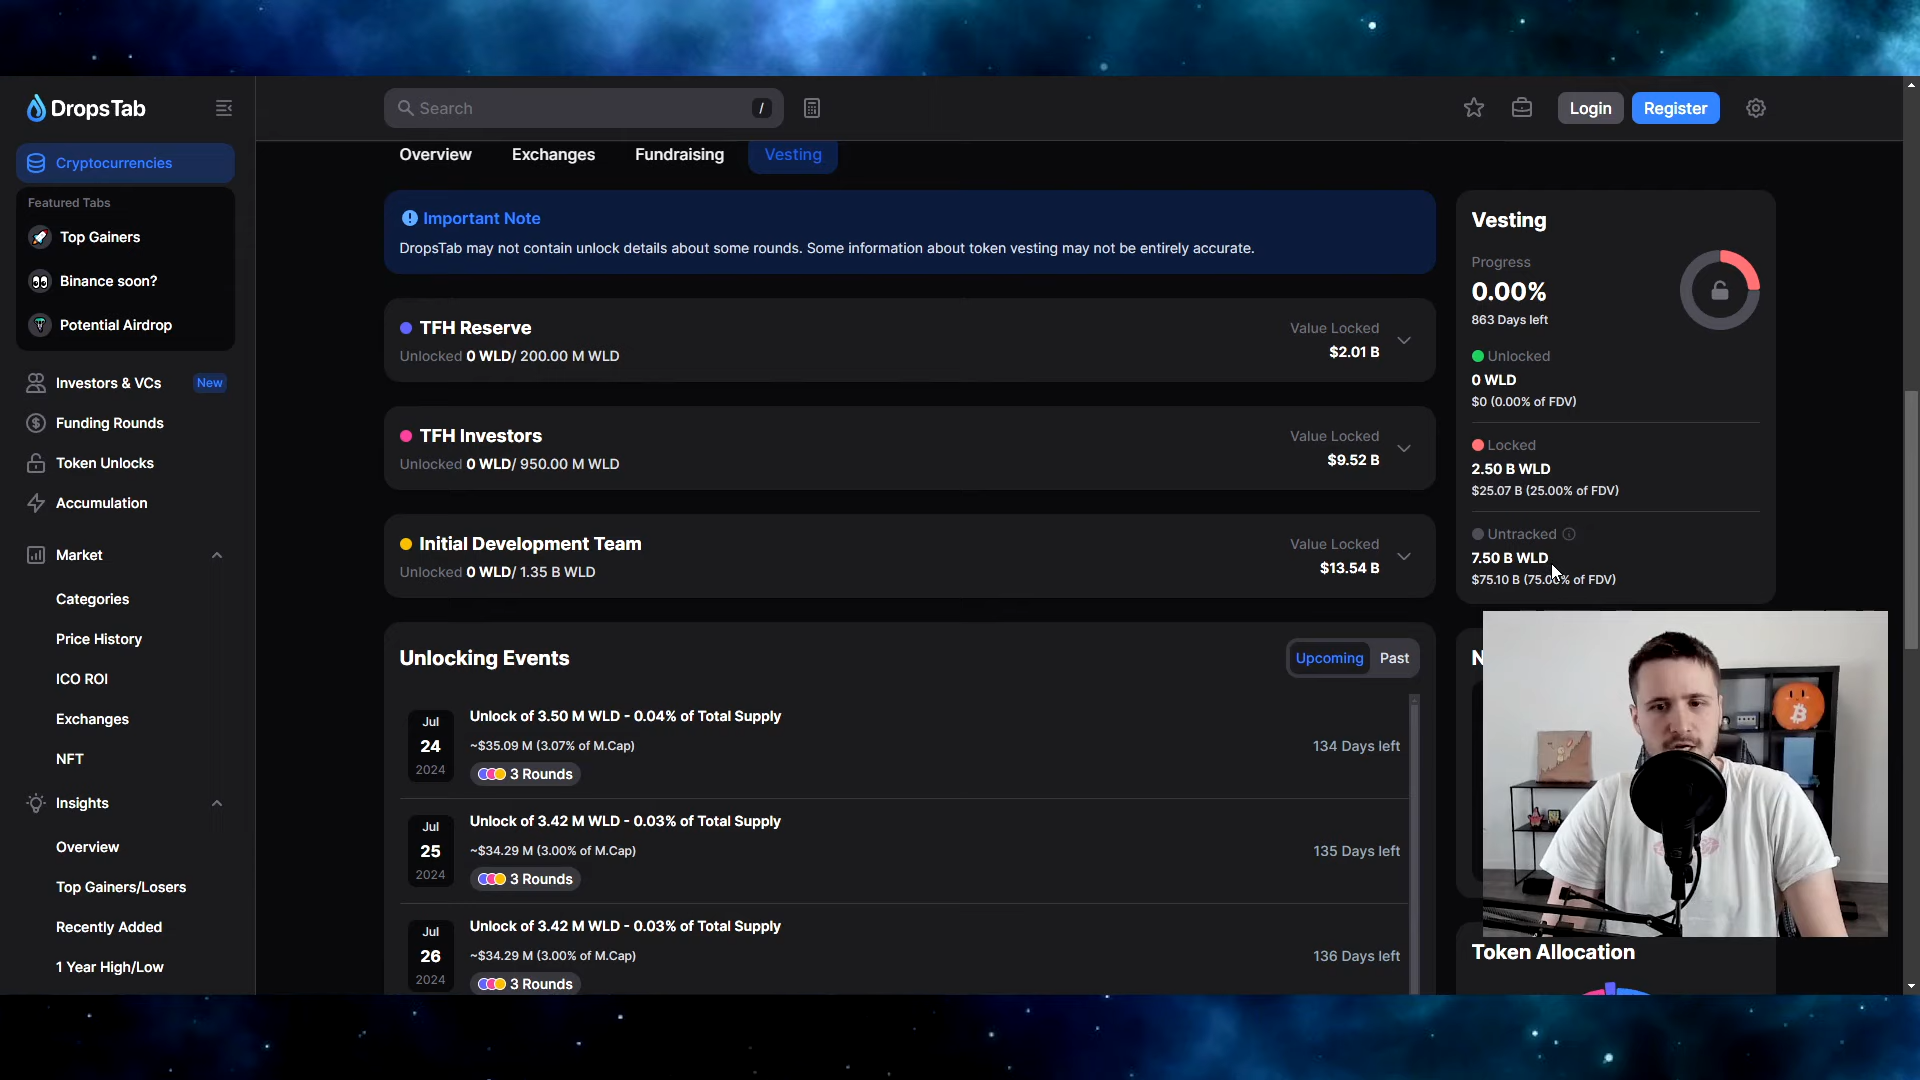 DropsTab
Search
/
Login
Register
Cryptocurrencies
Featured Tabs
Top Gainers
Binance soon?
Potential Airdrop
Investors & VCs
New
Funding Rounds
Token Unlocks
Accumulation
Market
Categories
Price History
ICO ROI
Exchanges
NFT
Insights
Overview
Top Gainers/Losers
Recently Added
1 Year High/Low
Overview
Exchanges
Fundraising
Vesting
Important Note
DropsTab may not contain unlock details about some rounds. Some information about token vesting may not be entirely accurate.
TFH Reserve
Unlocked 0 WLD/ 200.00 M WLD
Value Locked
$2.01 B
TFH Investors
Unlocked 0 WLD/ 950.00 M WLD
Value Locked
$9.52 B
Initial Development Team
Unlocked 0 WLD/ 1.35 B WLD
Value Locked
$13.54 B
Unlocking Events
Upcoming
Past
Jul
24
2024
Unlock of 3.50 M WLD - 0.04% of Total Supply
~$35.09 M (3.07% of M.Cap)
3 Rounds
134 Days left
Jul
25
2024
Unlock of 3.42 M WLD - 0.03% of Total Supply
~$34.29 M (3.00% of M.Cap)
3 Rounds
135 Days left
Jul
26
2024
Unlock of 3.42 M WLD - 0.03% of Total Supply
~$34.29 M (3.00% of M.Cap)
3 Rounds
136 Days left
Vesting
Progress
0.00%
863 Days left
Unlocked
0 WLD
$0 (0.00% of FDV)
Locked
2.50 B WLD
$25.07 B (25.00% of FDV)
Untracked
7.50 B WLD
$75.10 B (75.00% of FDV)
Token Allocation